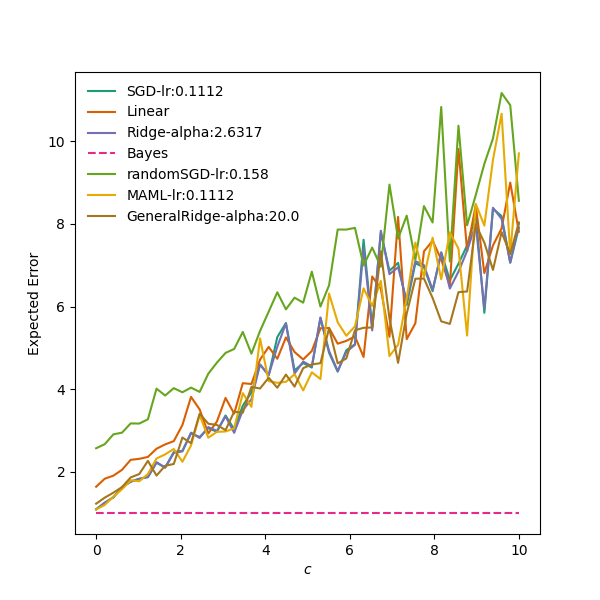 SGD-lr:0.1112
Linear
Ridge-alpha:2.6317
Bayes
randomSGD-lr:0.158
MAML-lr:0.1112
GeneralRidge-alpha:20.0
Expected Error
10
8
6
4
2
0 2 4 6 8 10
c